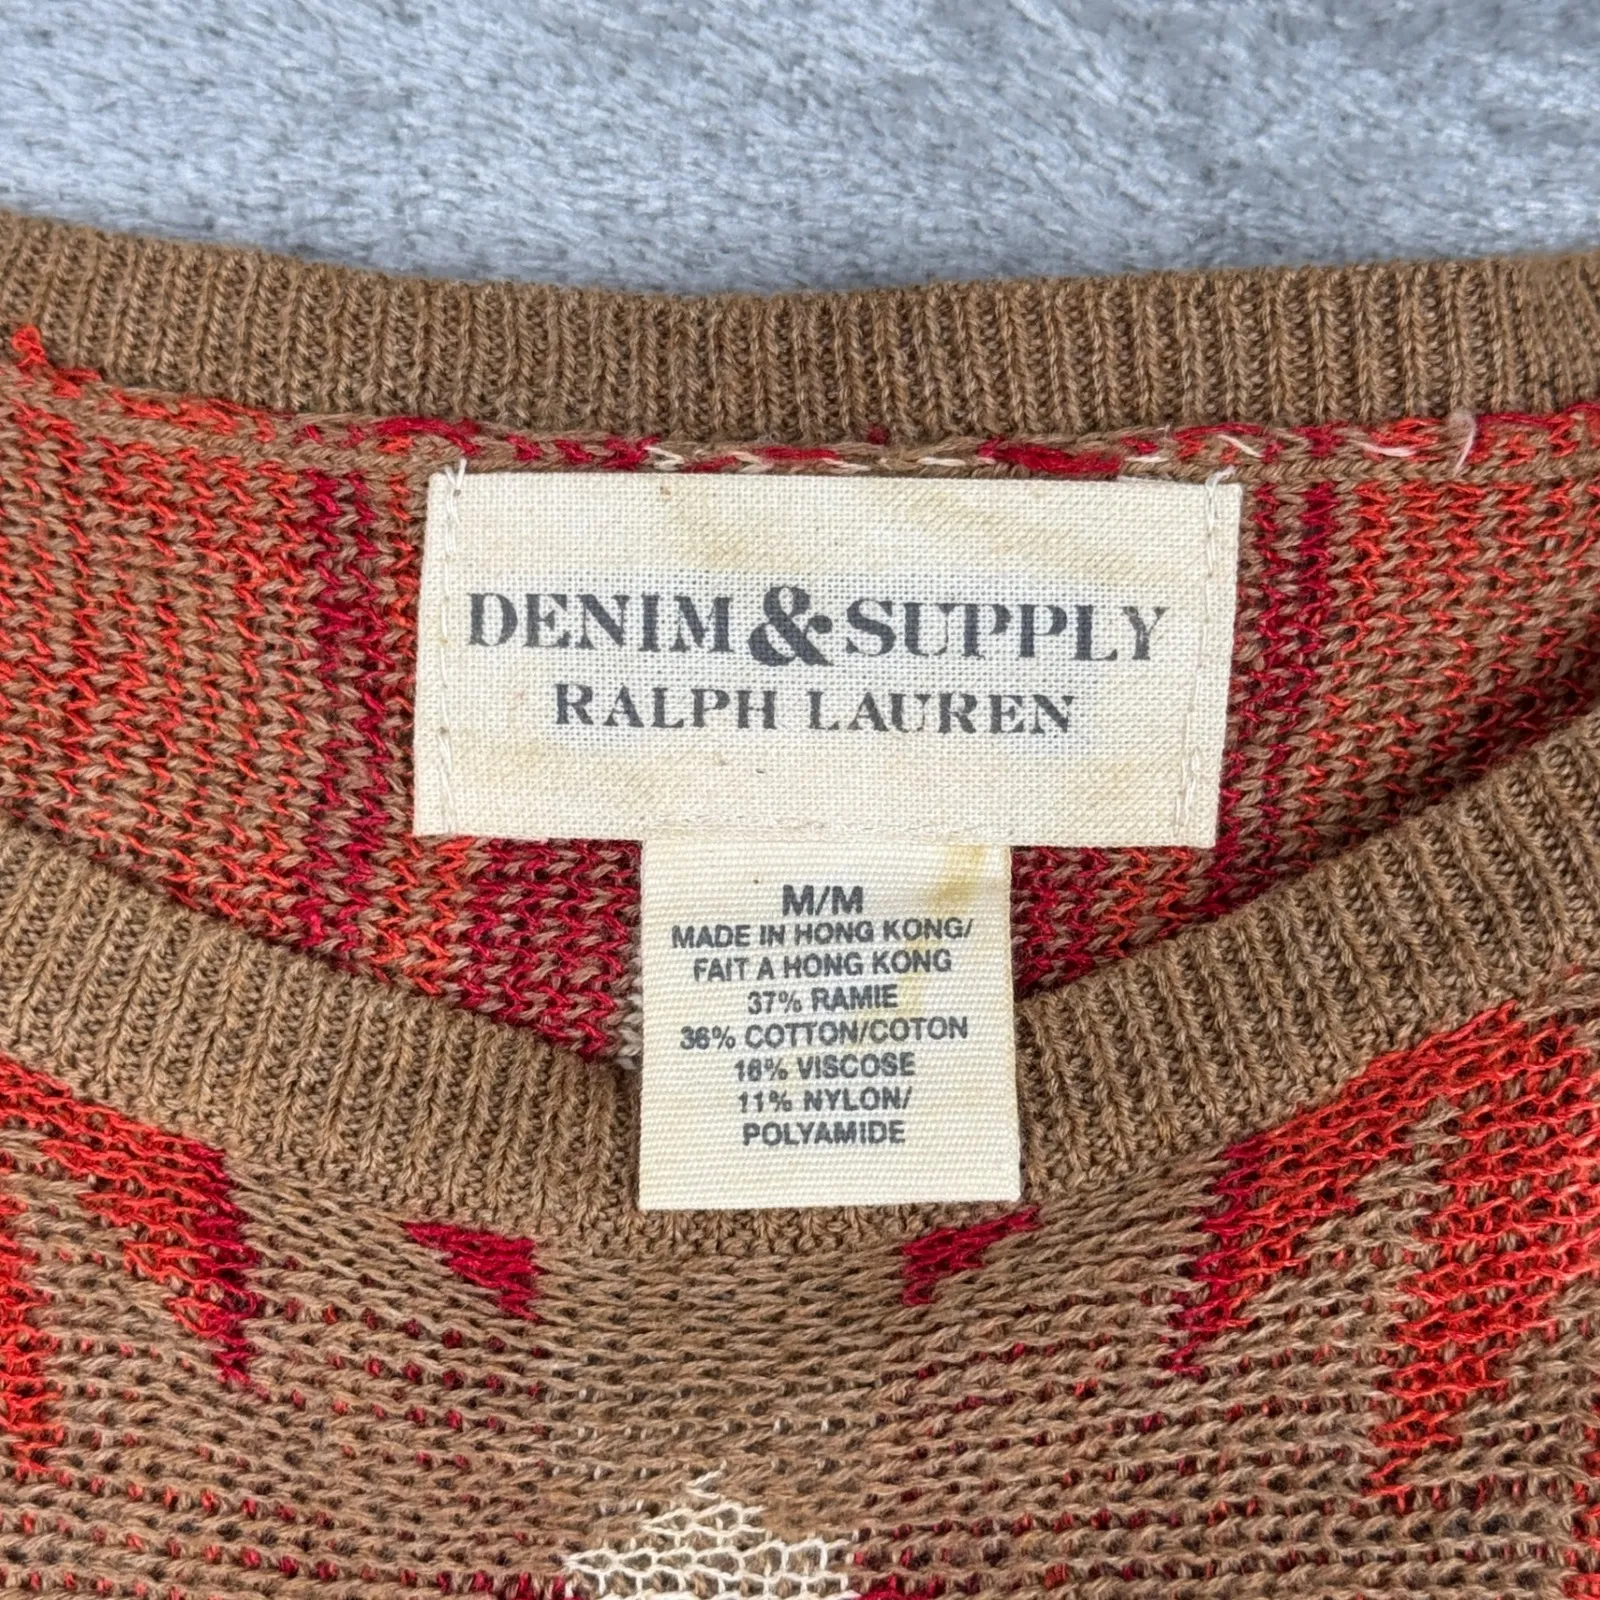 DENIM & SUPPLY
RALPH LAUREN
M/M
MADE IN HONG KONG/
FAIT A HONG KONG
37% RAMIE
36% COTTON/COTON
16% VISCOSE
11% NYLON/
POLYAMIDE